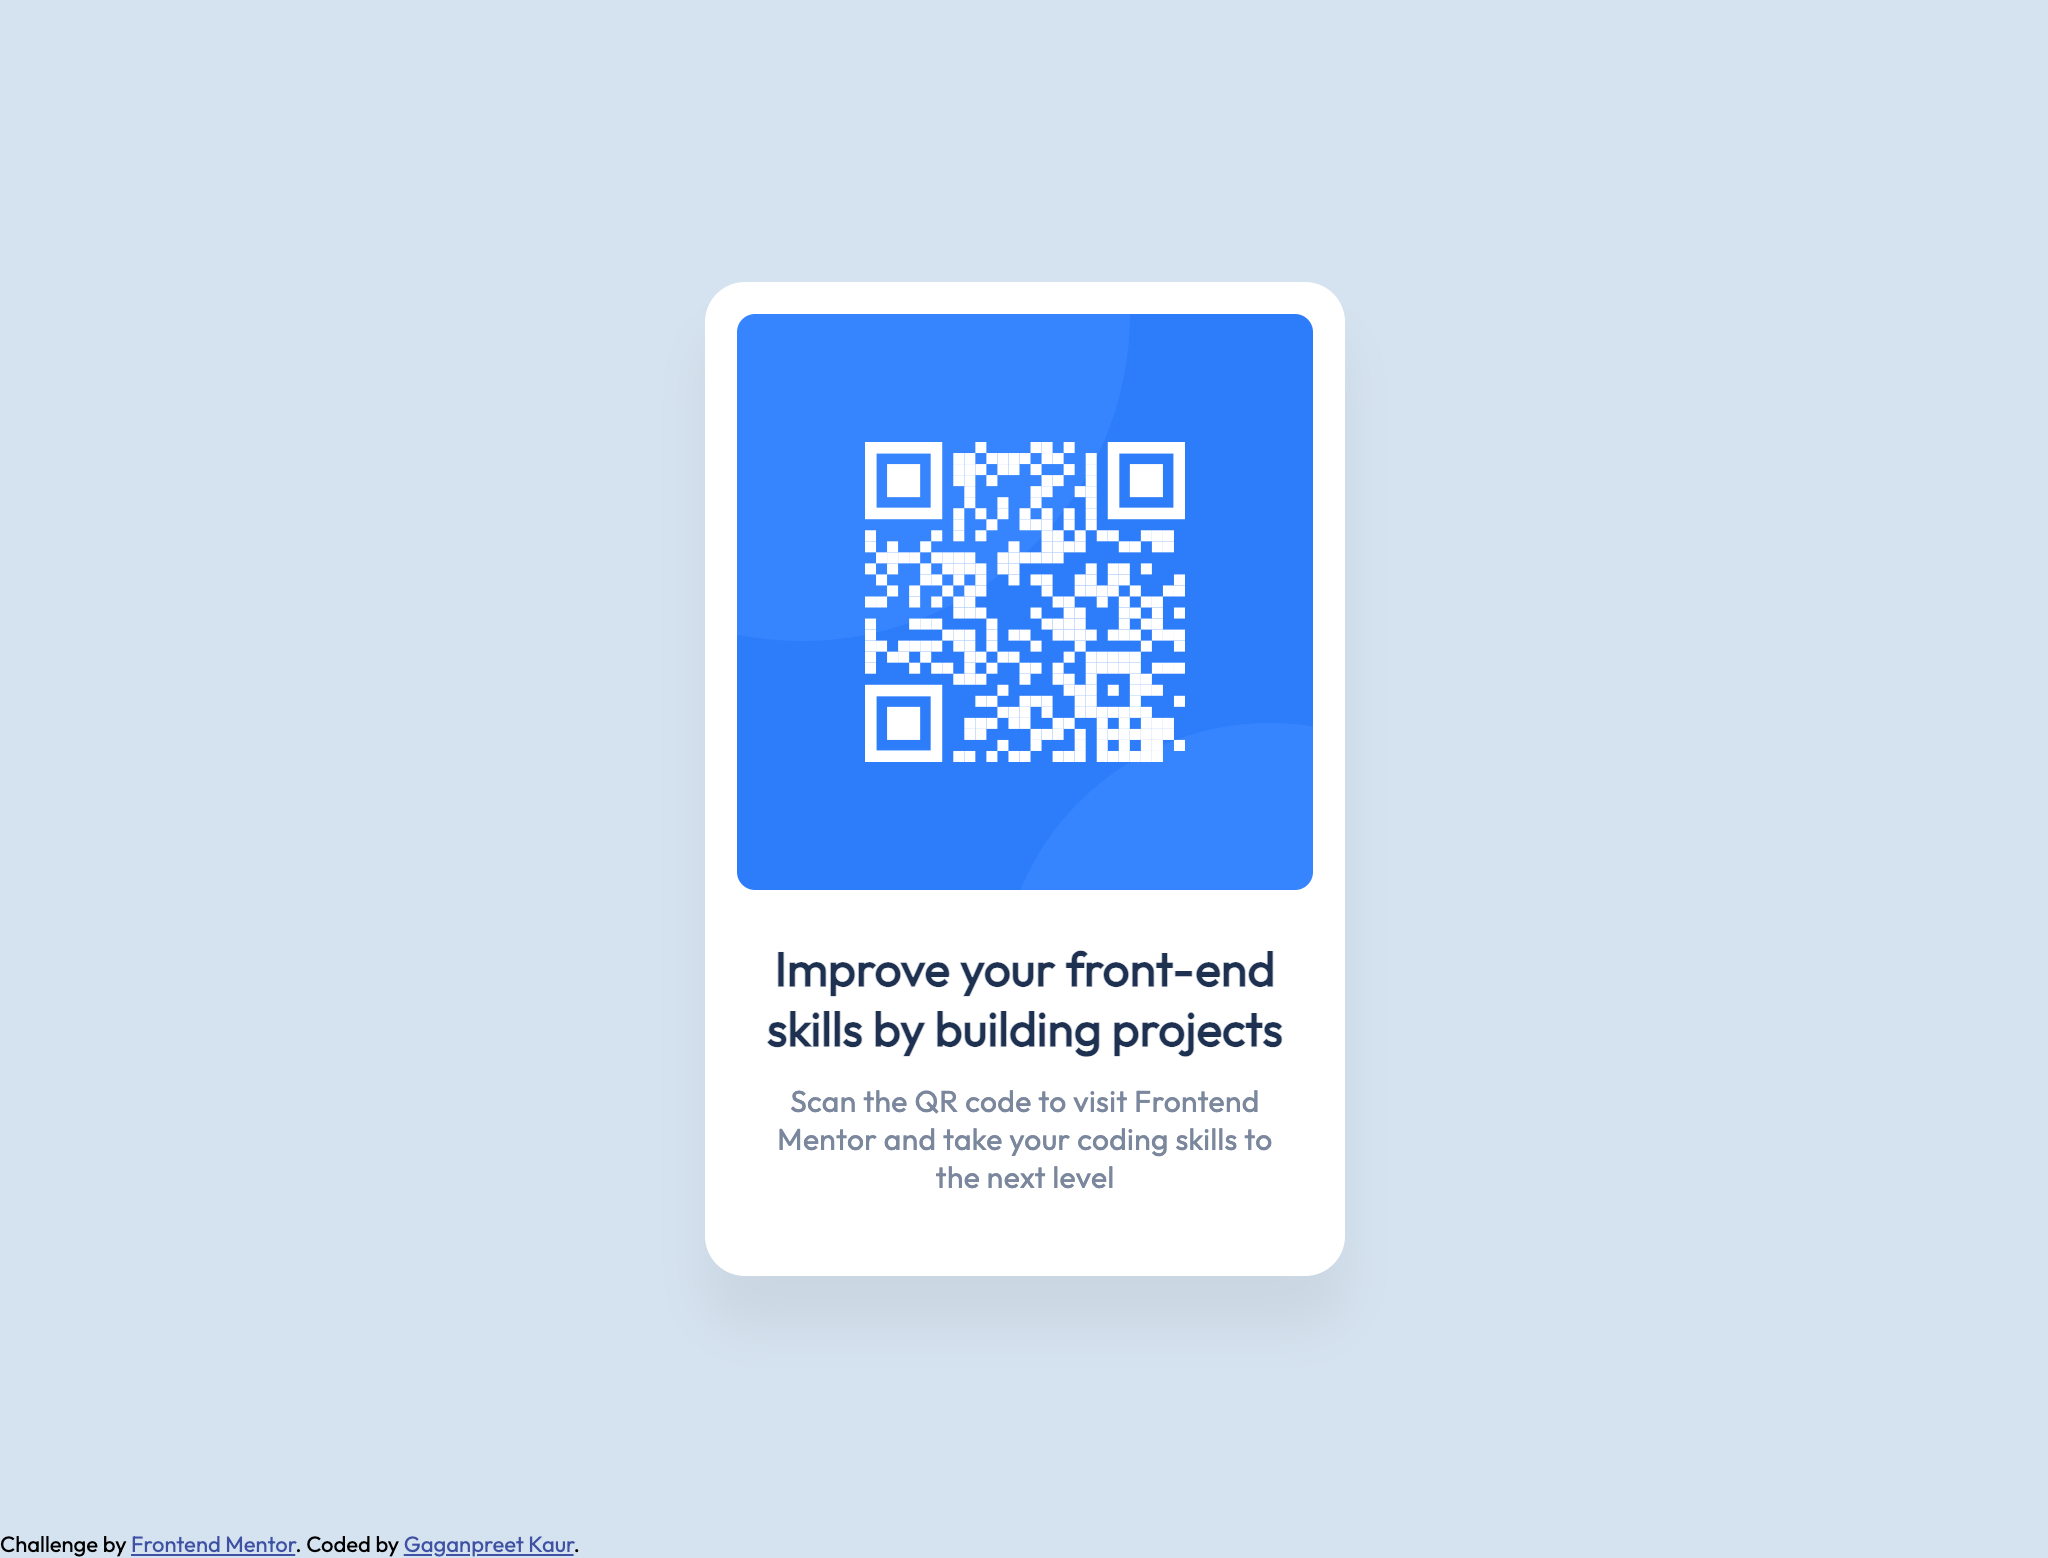 Improve your front-end
skills by building projects
Scan the QR code to visit Frontend
Mentor and take your coding skills to
the next level
Challenge by Frontend Mentor. Coded by Gaganpreet Kaur.